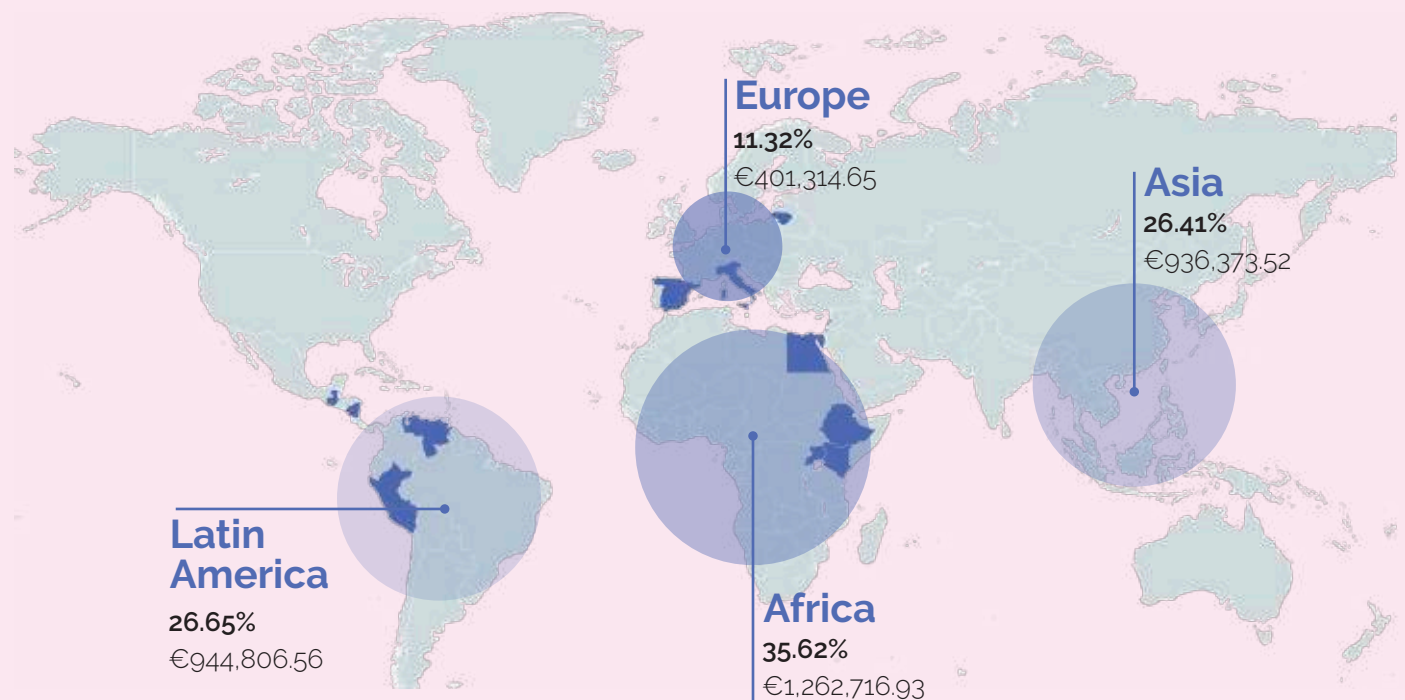 Europe
11.32%
€401,314.65
Asia
26.41%
€936,373.52
Latin
America
26.65%
€944,806.56
Africa
35.62%
€1,262,716.93